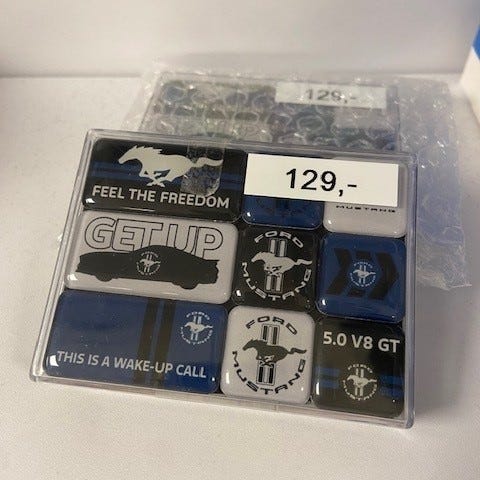 129,-
129,-
FEEL THE FREEDOM
MUSTANG
GET UP
FORD
MUSTANG
THIS IS A WAKE-UP CALL
FORD
MUSTANG
5.0 V8 GT